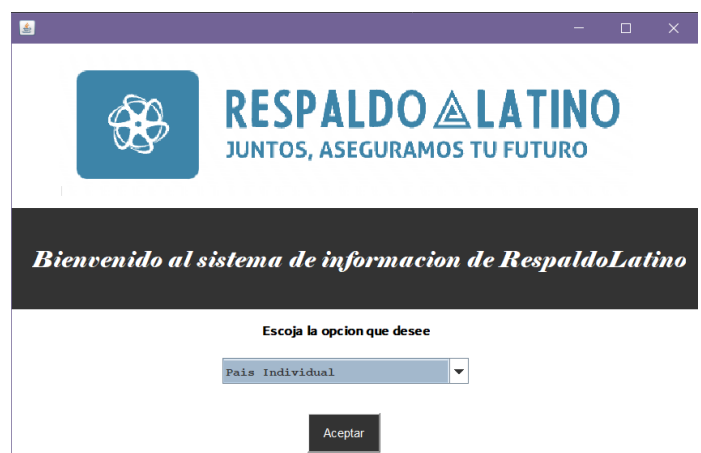 RESPALDO LATINO
JUNTOS, ASEGURAMOS TU FUTURO
Bienvenido al sistema de informacion de RespaldoLatino
Escoja la opcion que desee
Pais Individual
Aceptar